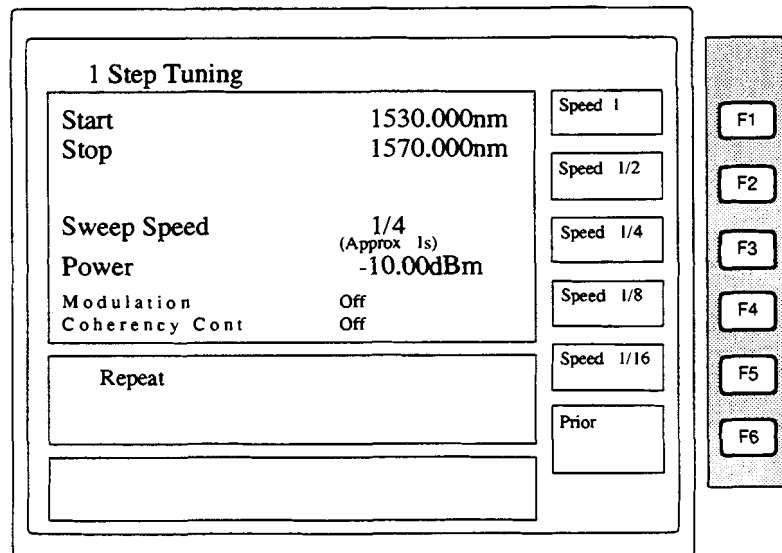 1 Step Tuning
Start 1530.000nm
Stop 1570.000nm
Sweep Speed 1/4
(Approx 1s)
Power -10.00dBm
Modulation Off
Coherency Cont Off
Repeat
Speed 1
Speed 1/2
Speed 1/4
Speed 1/8
Speed 1/16
Prior
F1
F2
F3
F4
F5
F6